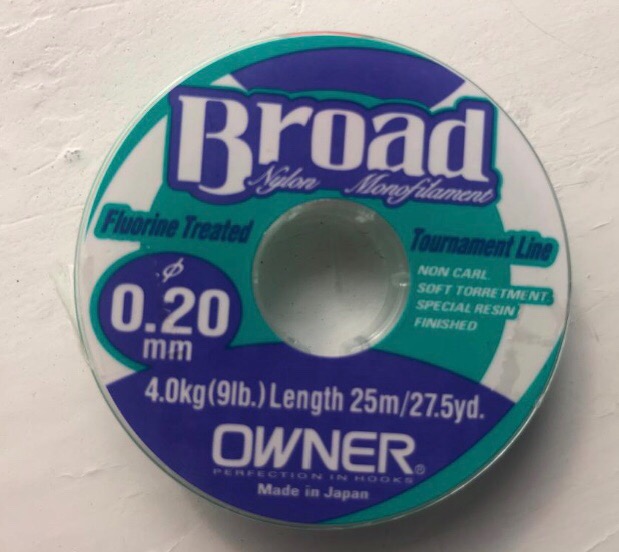 Broad
Nylon Monofilament
Fluorine Treated
Tournament Line
NON CARL
SOFT TORRETMENT
SPECIAL RESIN
FINISHED
φ
0.20
mm
4.0kg(9lb.) Length 25m/27.5yd.
OWNER®
PERFECTION IN HOOKS
Made in Japan